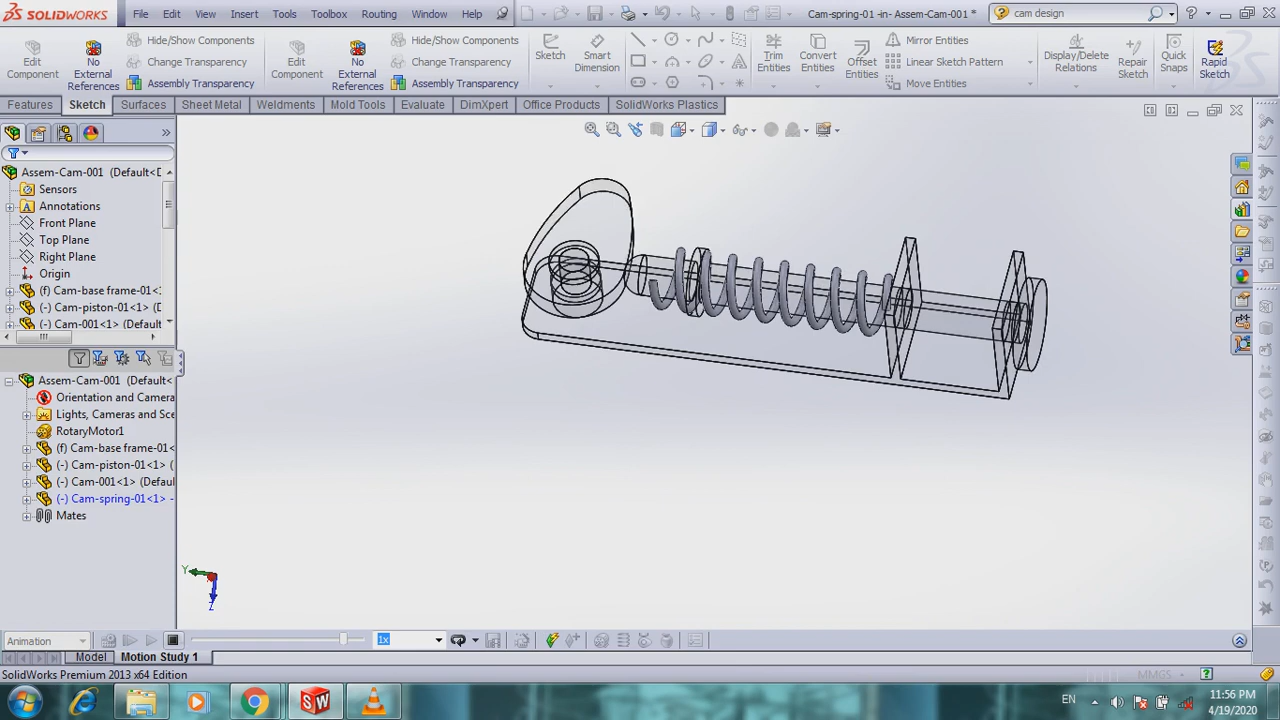 SOLIDWORKS File Edit View Insert Tools Toolbox Routing Window Help Cam-spring-01 -in- Assem-Cam-001 * cam design
Edit Component
No External References
Hide/Show Components
Change Transparency
Assembly Transparency
Edit Component
No External References
Hide/Show Components
Change Transparency
Assembly Transparency
Sketch
Smart Dimension
Trim Entities
Convert Entities
Offset Entities
Mirror Entities
Linear Sketch Pattern
Move Entities
Display/Delete Relations
Repair Sketch
Quick Snaps
Rapid Sketch
Features Sketch Surfaces Sheet Metal Weldments Mold Tools Evaluate DimXpert Office Products SolidWorks Plastics
Assem-Cam-001 (Default<D
Sensors
Annotations
Front Plane
Top Plane
Right Plane
Origin
(f) Cam-base frame-01<
(-) Cam-piston-01<1> (
(-) Cam-001<1> (Default
Assem-Cam-001 (Default<
Orientation and Camera
Lights, Cameras and Sce
RotaryMotor1
(f) Cam-base frame-01<
(-) Cam-piston-01<1> (
(-) Cam-001<1> (Defau
(-) Cam-spring-01<1> -
Mates
Y
Z
Animation 1x
Model Motion Study 1
SolidWorks Premium 2013 x64 Edition MMGS
EN 11:56 PM
4/19/2020